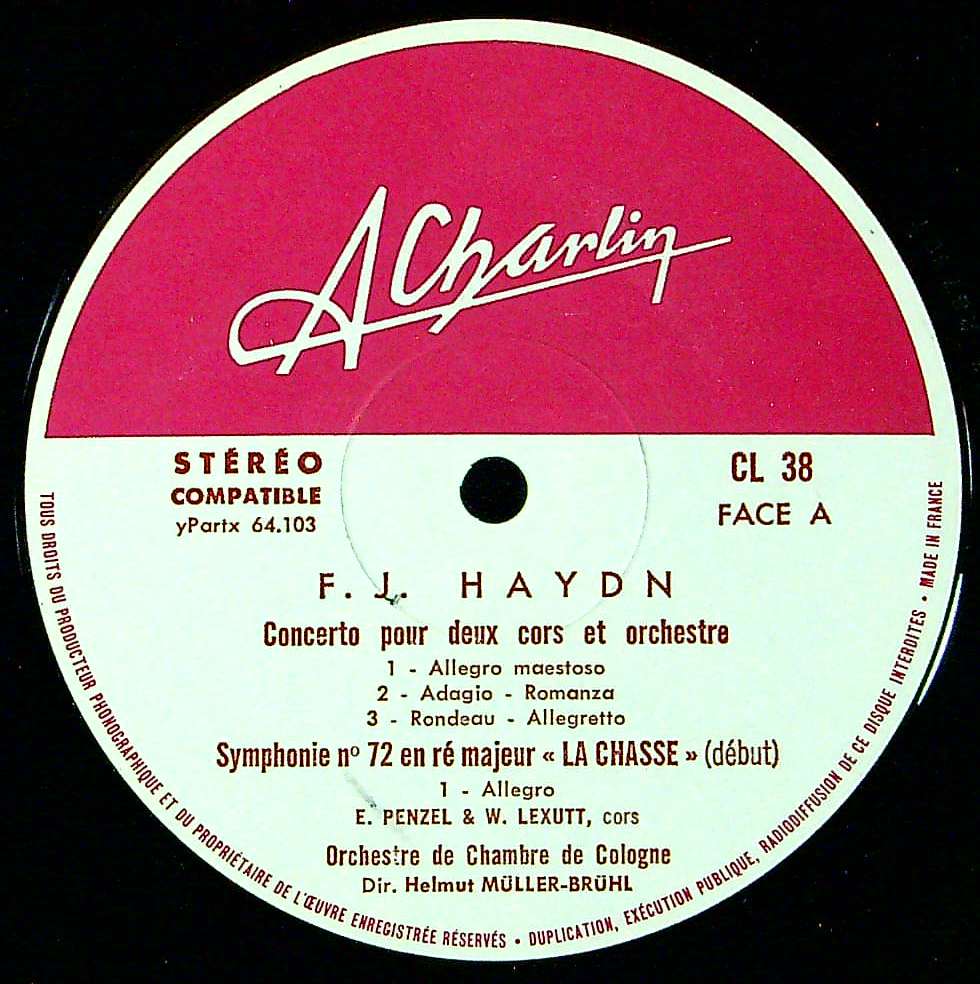 A Charlin
STÉRÉO
COMPATIBLE
yPartx 64.103
CL 38
FACE A
F. J. HAYDN
Concerto pour deux cors et orchestre
1 - Allegro maestoso
2 - Adagio - Romanza
3 - Rondeau - Allegretto
Symphonie nº 72 en ré majeur « LA CHASSE » (début)
1 - Allegro
E. PENZEL & W. LEXUTT, cors
Orchestre de Chambre de Cologne
Dir. Helmut MÜLLER-BRÜHL
TOUS DROITS DU PRODUCTEUR PHONOGRAPHIQUE ET DU PROPRIÉTAIRE DE L'ŒUVRE ENREGISTRÉE RÉSERVÉS • DUPLICATION, EXÉCUTION PUBLIQUE, RADIODIFFUSION DE CE DISQUE INTERDITES • MADE IN FRANCE